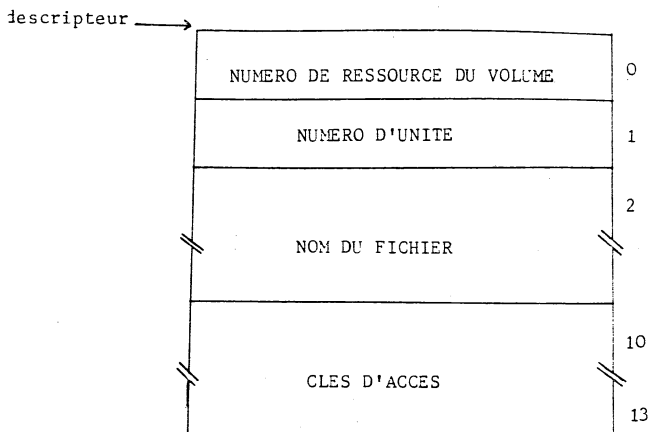 descripteur
NUMERO DE RESSOURCE DU VOLUME 0
NUMERO D'UNITE 1
2
NOM DU FICHIER
10
CLES D'ACCES
13